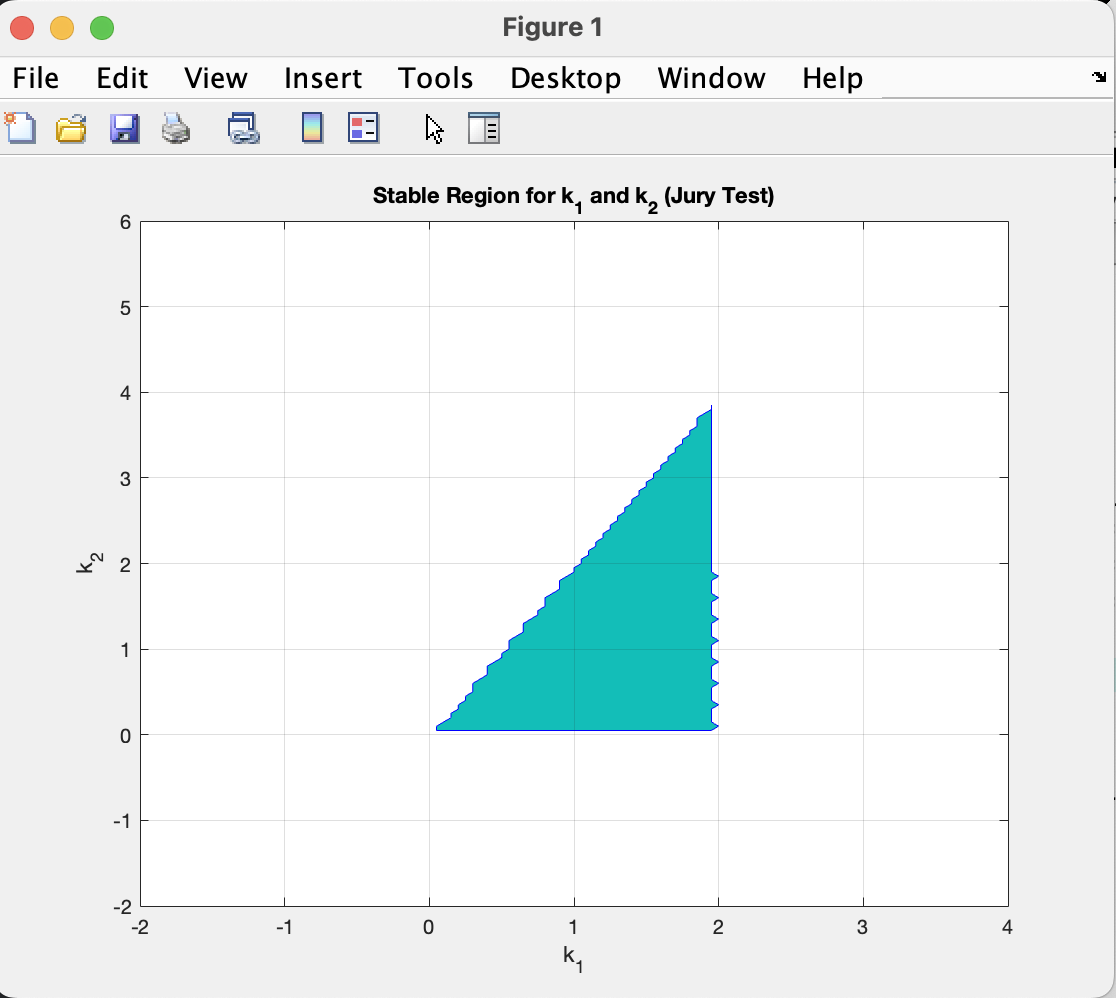 Figure 1
File Edit View Insert Tools Desktop Window Help
Stable Region for k₁ and k₂ (Jury Test)
6
5
4
3
2
1
0
-1
-2
k₂
-2 -1 0 1 2 3 4
k₁